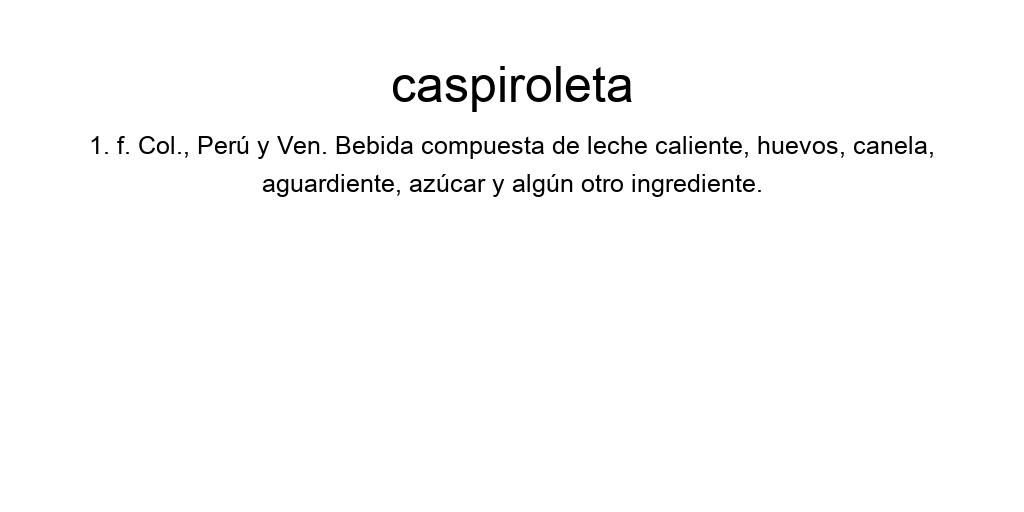 caspiroleta
1. f. Col., Perú y Ven. Bebida compuesta de leche caliente, huevos, canela,
aguardiente, azúcar y algún otro ingrediente.